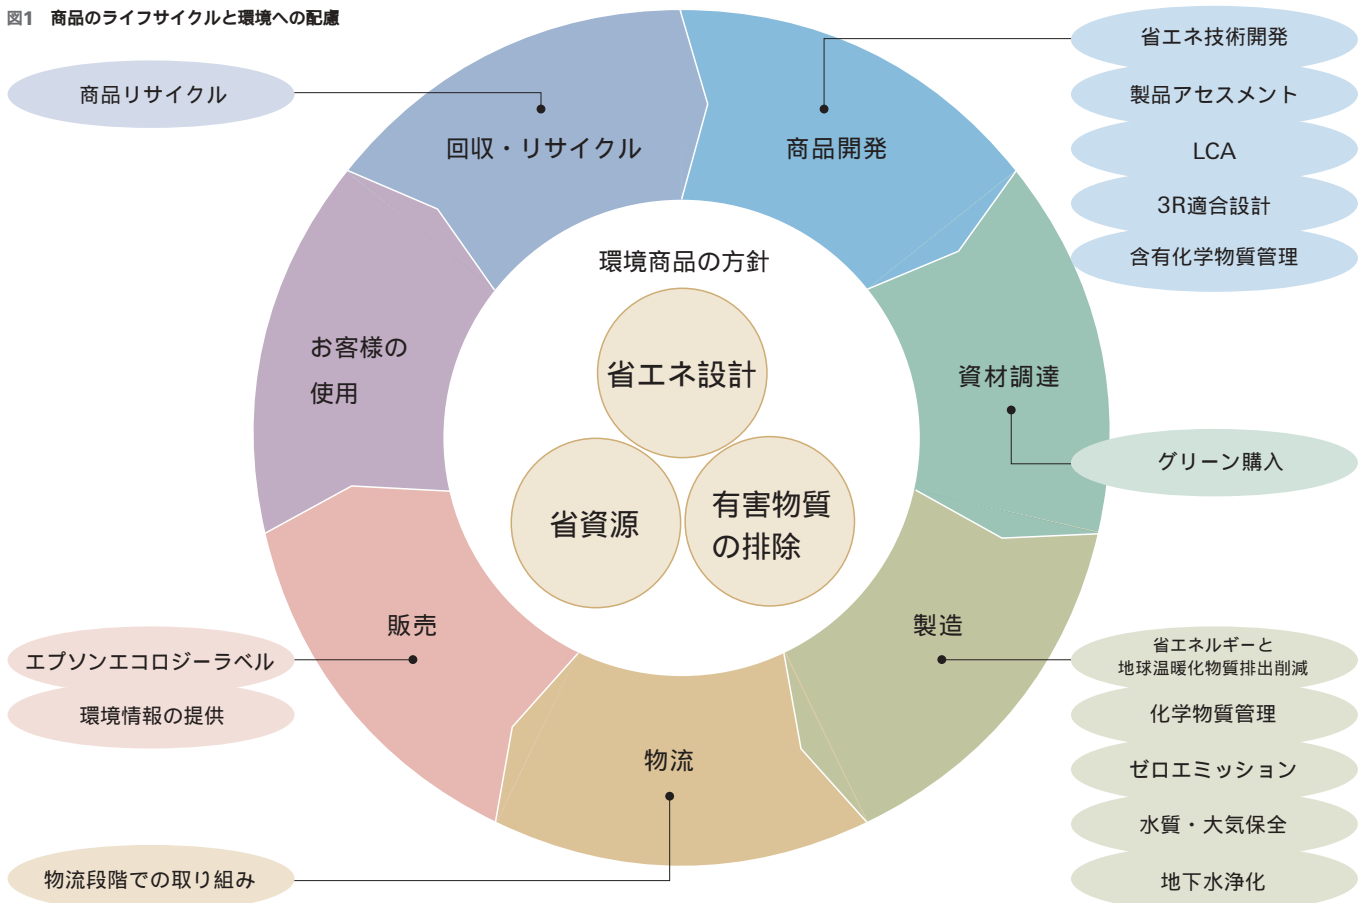 図1 商品のライフサイクルと環境への配慮
商品リサイクル
回収・リサイクル
商品開発
省エネ技術開発
製品アセスメント
LCA
3R適合設計
含有化学物質管理
環境商品の方針
省エネ設計
省資源
有害物質
の排除
お客様の
使用
資材調達
グリーン購入
販売
エプソンエコロジーラベル
環境情報の提供
製造
省エネルギーと
地球温暖化物質排出削減
化学物質管理
ゼロエミッション
水質・大気保全
地下水浄化
物流
物流段階での取り組み